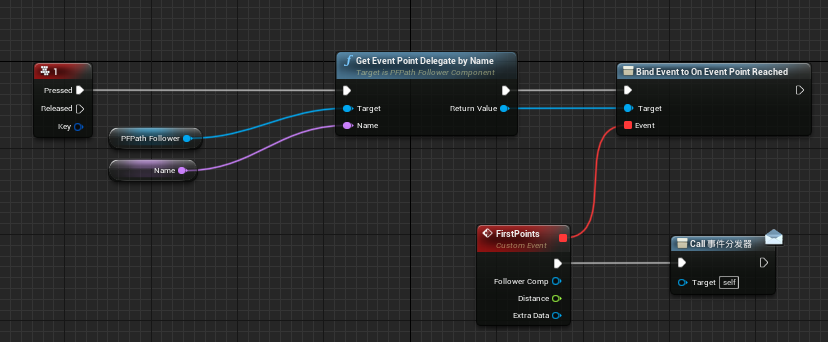 1
Pressed
Released
Key
PFPath Follower
Name
Get Event Point Delegate by Name
Target is PFPath Follower Component
Target
Return Value
Name
Bind Event to On Event Point Reached
Target
Event
FirstPoints
Custom Event
Follower Comp
Distance
Extra Data
Call 事件分发器
Target self